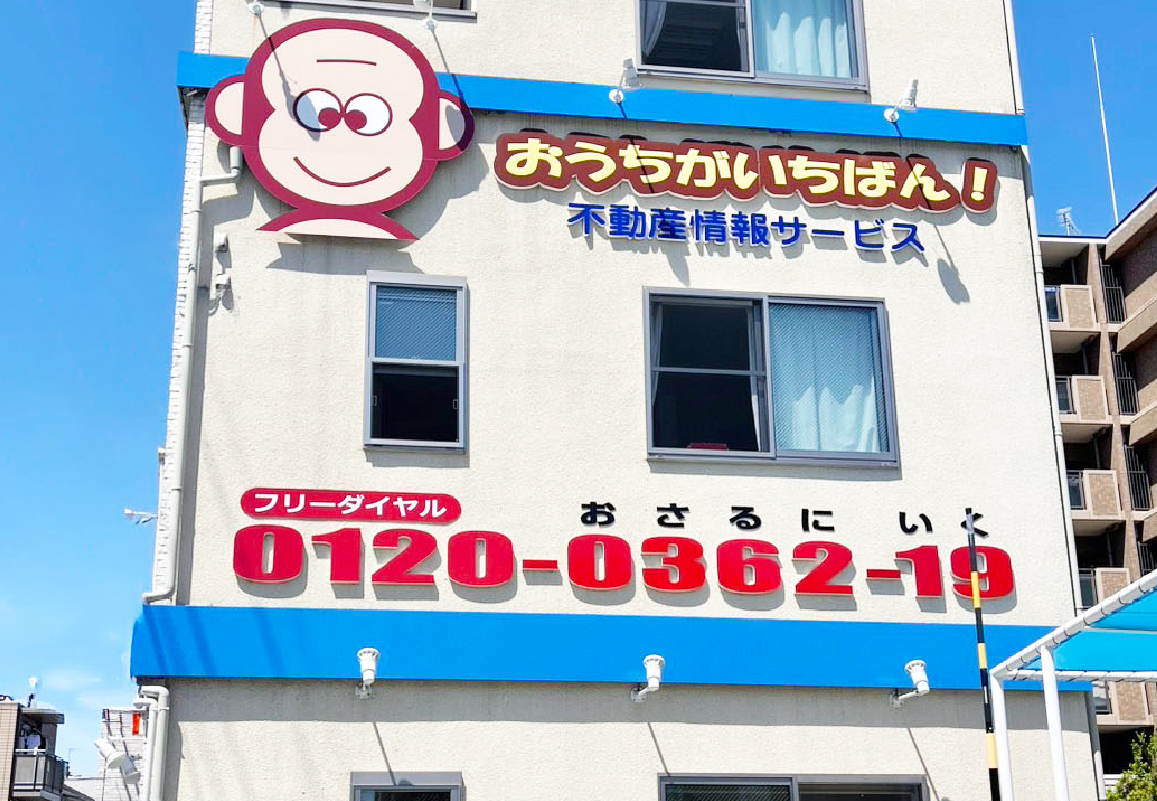 おうちがいちばん!
不動産情報サービス
フリーダイヤル
おさるに いく
0120-0362-19